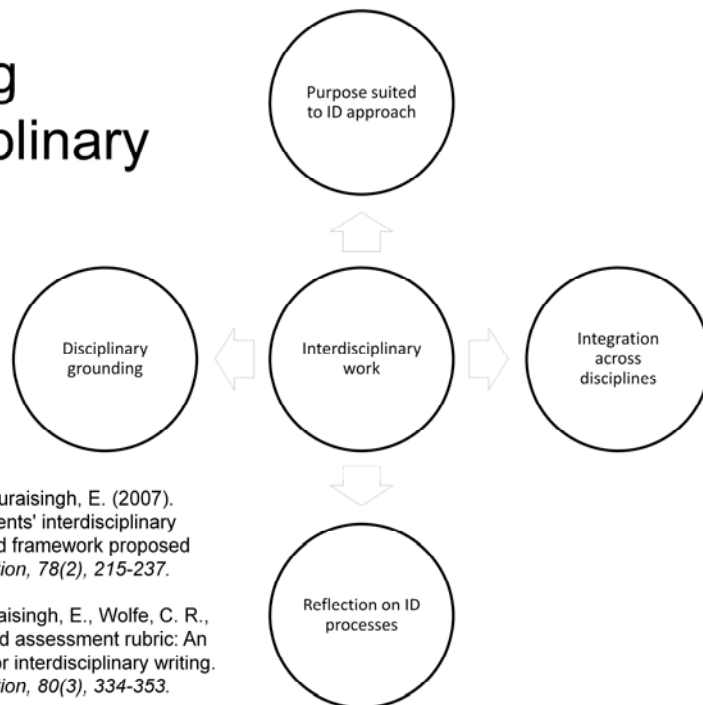 g
plinary
Purpose suited
to ID approach
Disciplinary
grounding
Interdisciplinary
work
Integration
across
disciplines
Reflection on ID
processes
uraisingh, E. (2007).
ents' interdisciplinary
d framework proposed
tion, 78(2), 215-237.
aisingh, E., Wolfe, C. R.,
d assessment rubric: An
or interdisciplinary writing.
tion, 80(3), 334-353.